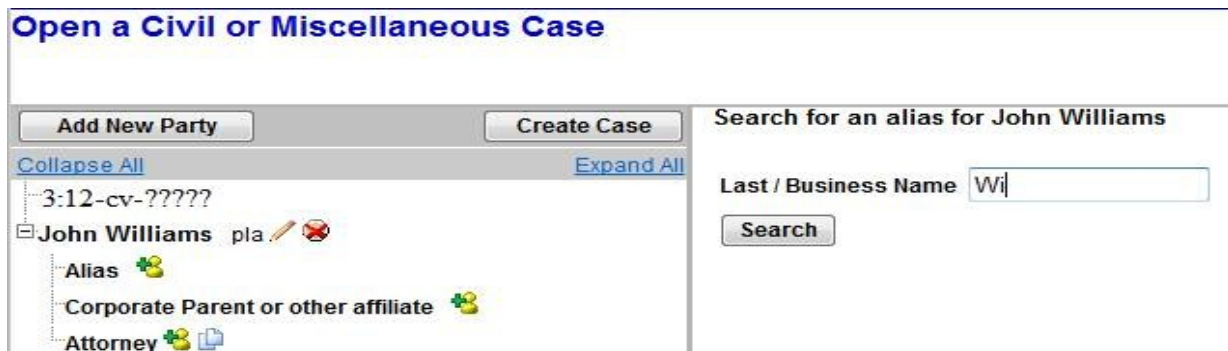 Open a Civil or Miscellaneous Case
Add New Party
Create Case
Collapse All
Expand All
3:12-cv-?????
John Williams pla
Alias
Corporate Parent or other affiliate
Attorney
Search for an alias for John Williams
Last / Business Name Wi
Search